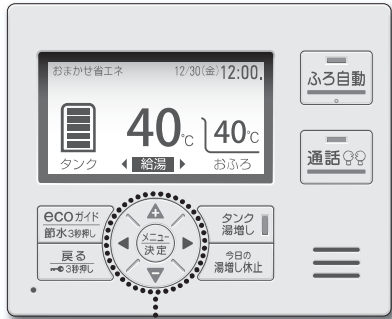 おまかせ省エネ 12/30(金)12:00
ふろ自動
40℃ 40℃
タンク ◀ 給湯 ▶ おふろ
通話
ecoガイド
節水3秒押し
戻る
3秒押し
メニュー
決定
タンク
湯増し
今日の
湯増し休止